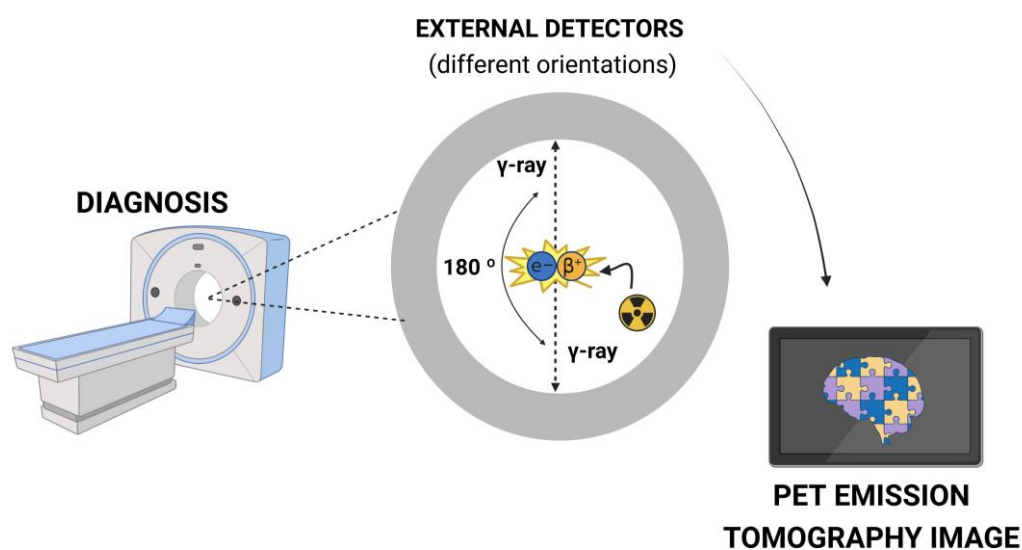 EXTERNAL DETECTORS
(different orientations)
γ-ray
DIAGNOSIS
180 º
e−
β+
γ-ray
PET EMISSION
TOMOGRAPHY IMAGE